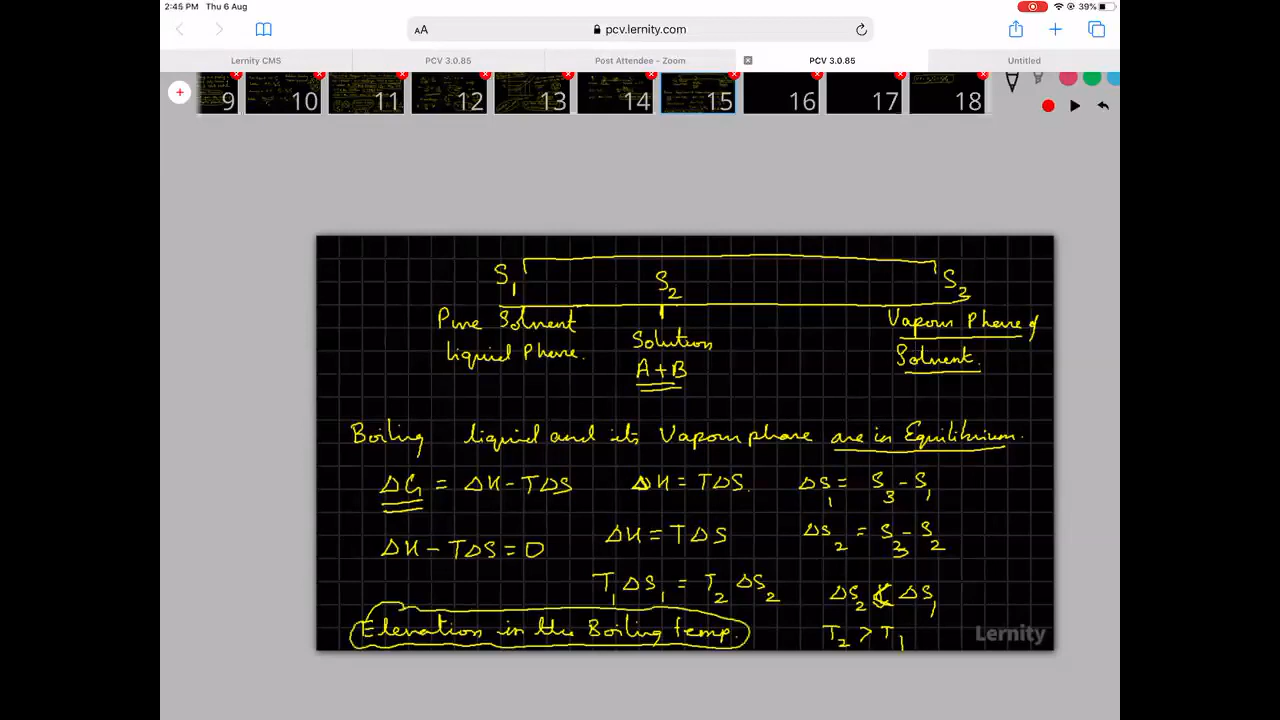 2:45 PM Thu 6 Aug
39%
AA
pcv.lernity.com
Lernity CMS
PCV 3.0.85
Post Attendee - Zoom
PCV 3.0.85
Untitled
9 10 11 12 13 14 15 16 17 18
S1 S2 S3
Pure Solvent
liquid Phase.
Solution
A+B
Vapour Phase of
Solvent.
Boiling liquid and its Vapour phase are in Equilibrium.
ΔG = ΔH-TΔS ΔH = TΔS. ΔS1 = S3-S1
ΔH-TΔS=0 ΔH=TΔS ΔS2 = S3-S2
T1ΔS1 = T2ΔS2 ΔS2 < ΔS1
Elevation in the Boiling temp. T2 > T1
Lernity